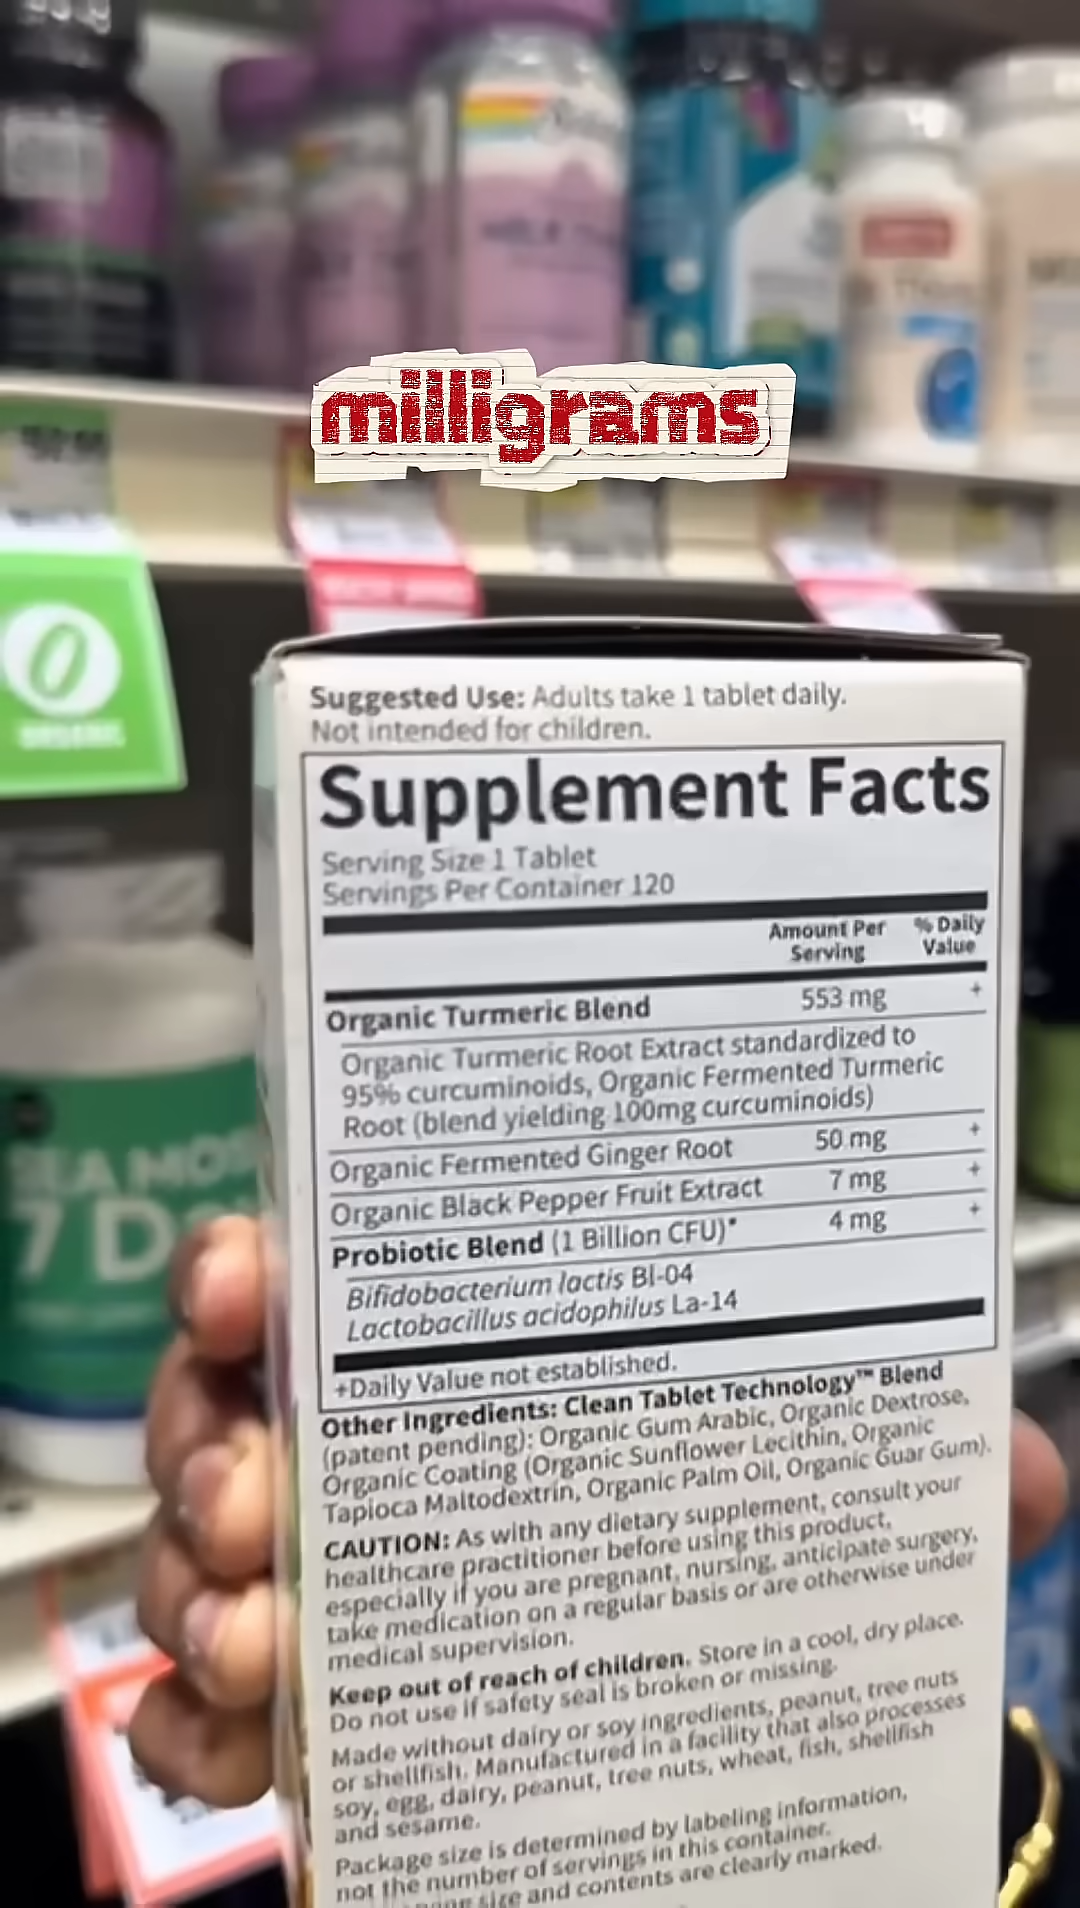 milligrams
ORGANIC
Suggested Use: Adults take 1 tablet daily.
Not intended for children.
Supplement Facts
Serving Size 1 Tablet
Servings Per Container 120
Amount Per Serving
% Daily Value
Organic Turmeric Blend 553 mg +
Organic Turmeric Root Extract standardized to
95% curcuminoids, Organic Fermented Turmeric
Root (blend yielding 100mg curcuminoids)
Organic Fermented Ginger Root 50 mg +
Organic Black Pepper Fruit Extract 7 mg +
Probiotic Blend (1 Billion CFU)* 4 mg +
Bifidobacterium lactis Bl-04
Lactobacillus acidophilus La-14
+Daily Value not established.
Other Ingredients: Clean Tablet Technology™ Blend
(patent pending): Organic Gum Arabic, Organic Dextrose,
Organic Coating (Organic Sunflower Lecithin, Organic
Tapioca Maltodextrin, Organic Palm Oil, Organic Guar Gum).
CAUTION: As with any dietary supplement, consult your
healthcare practitioner before using this product,
especially if you are pregnant, nursing, anticipate surgery,
take medication on a regular basis or are otherwise under
medical supervision.
Keep out of reach of children. Store in a cool, dry place.
Do not use if safety seal is broken or missing.
Made without dairy or soy ingredients, peanut, tree nuts
or shellfish. Manufactured in a facility that also processes
soy, egg, dairy, peanut, tree nuts, wheat, fish, shellfish
and sesame.
Package size is determined by labeling information,
not the number of servings in this container.
size and contents are clearly marked.
SEA MOSS
7 D